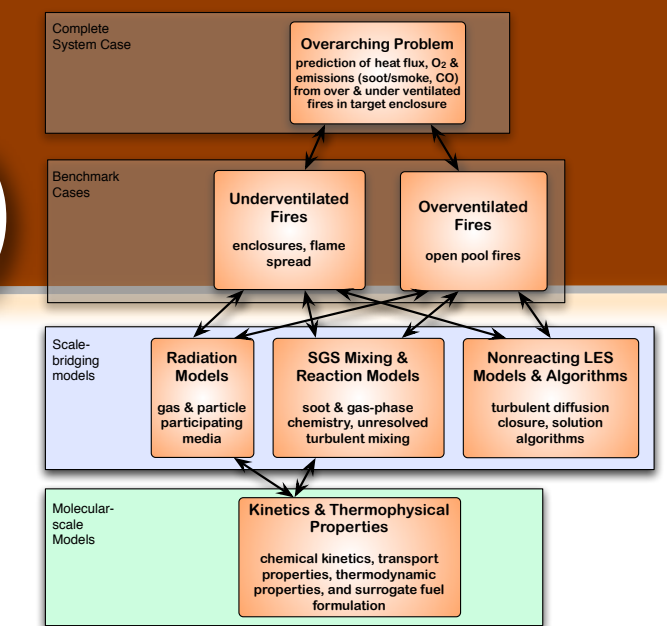 Complete
System Case
Overarching Problem
prediction of heat flux, O2 &
emissions (soot/smoke, CO)
from over & under ventilated
fires in target enclosure
Benchmark
Cases
Underventilated
Fires
enclosures, flame
spread
Overventilated
Fires
open pool fires
Scale-
bridging
models
Radiation
Models
gas & particle
participating
media
SGS Mixing &
Reaction Models
soot & gas-phase
chemistry, unresolved
turbulent mixing
Nonreacting LES
Models & Algorithms
turbulent diffusion
closure, solution
algorithms
Molecular-
scale
Models
Kinetics & Thermophysical
Properties
chemical kinetics, transport
properties, thermodynamic
properties, and surrogate fuel
formulation